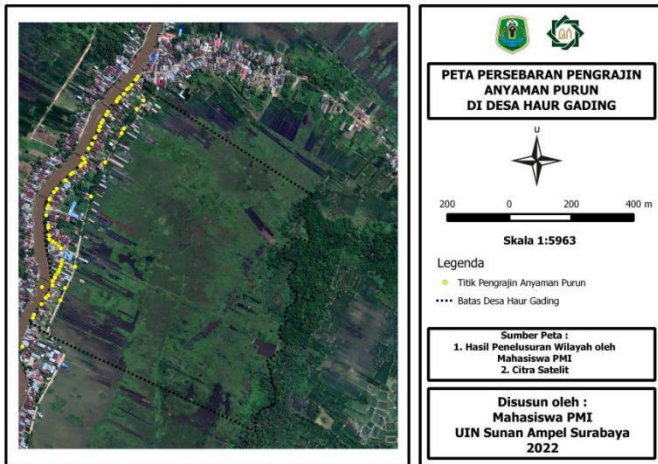 PETA PERSEBARAN PENGRAJIN
ANYAMAN PURUN
DI DESA HAUR GADING
U
200 0 200 400 m
Skala 1:5963
Legenda
Titik Pengrajin Anyaman Purun
Batas Desa Haur Gading
Sumber Peta :
1. Hasil Penelusuran Wilayah oleh
Mahasiswa PMI
2. Citra Satelit
Disusun oleh :
Mahasiswa PMI
UIN Sunan Ampel Surabaya
2022